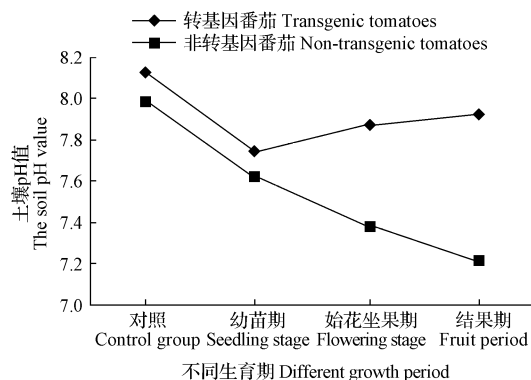 转基因番茄 Transgenic tomatoes
非转基因番茄 Non-transgenic tomatoes
土壤pH值
The soil pH value
8.2
8.0
7.8
7.6
7.4
7.2
7.0
对照 幼苗期 始花坐果期 结果期
Control group Seedling stage Flowering stage Fruit period
不同生育期 Different growth period